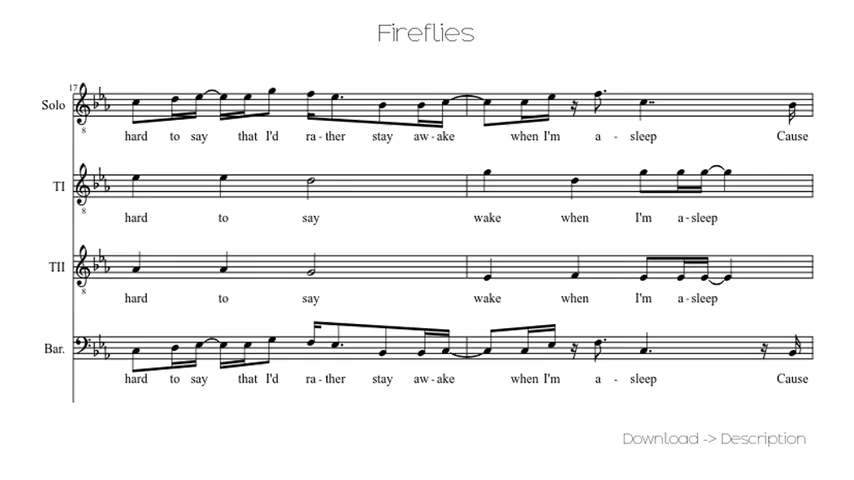 Fireflies
17
Solo
8
hard to say that I'd ra - ther stay aw - ake when I'm a - sleep Cause
TI
8
hard to say wake when I'm a - sleep
TII
8
hard to say wake when I'm a - sleep
Bar.
hard to say that I'd ra - ther stay aw - ake when I'm a - sleep Cause
Download -> Description